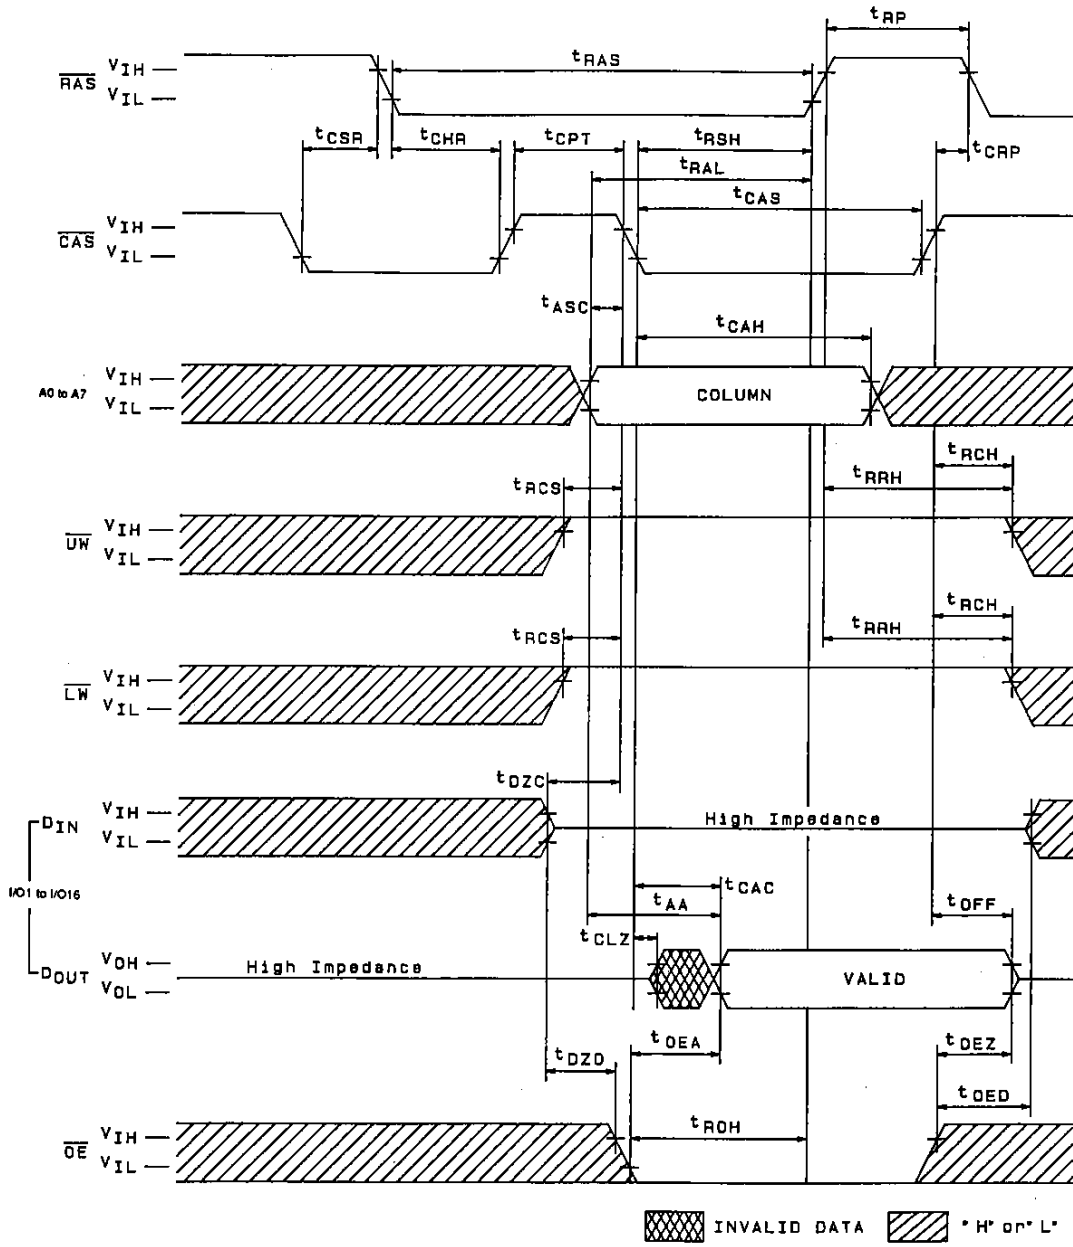 tRP
tRAS
RAS VIH
VIL
tCSR tCHR tCPT tRSH tCRP
tRAL
tCAS
CAS VIH
VIL
tASC
tCAH
A0 to A7 VIH
VIL
COLUMN
tRCH
tRCS tRRH
UW VIH
VIL
tRCH
tRCS tRRH
LW VIH
VIL
tDZC
DIN VIH
VIL
High Impedance
I/O1 to I/O16
tCAC
tAA tOFF
tCLZ
DOUT VOH
VOL
High Impedance
VALID
tOEA tOEZ
tDZO
tOED
tROH
OE VIH
VIL
INVALID DATA "H" or "L"